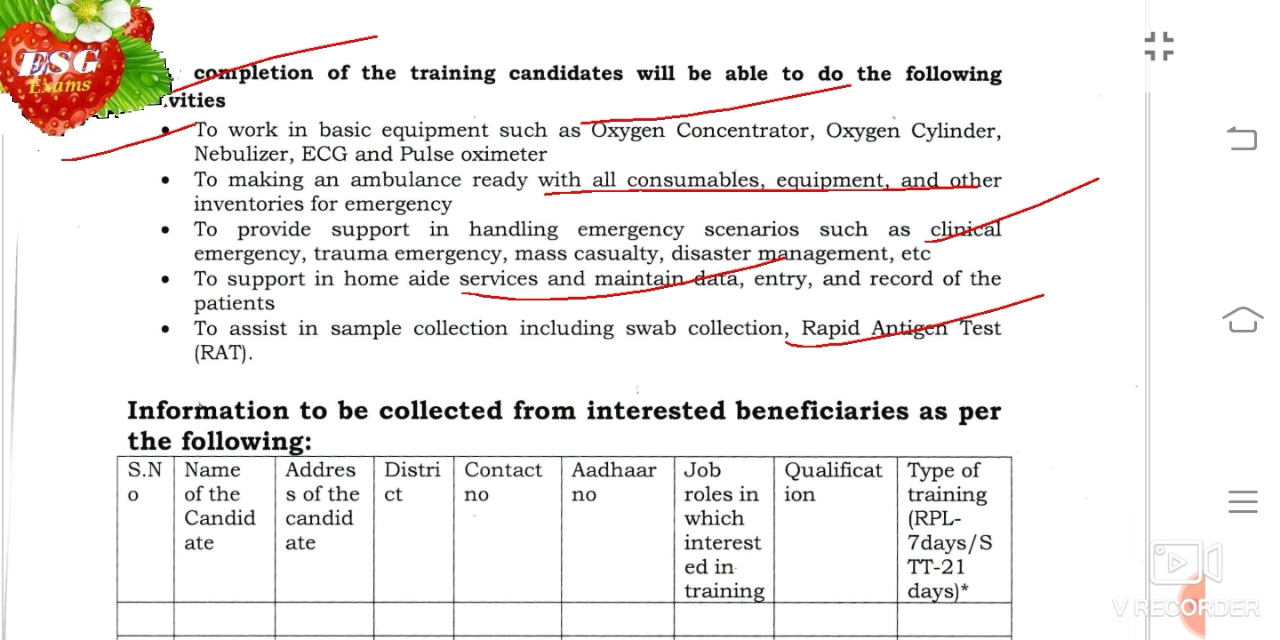 ESG
Exams
completion of the training candidates will be able to do the following
vities
• To work in basic equipment such as Oxygen Concentrator, Oxygen Cylinder,
Nebulizer, ECG and Pulse oximeter
• To making an ambulance ready with all consumables, equipment, and other
inventories for emergency
• To provide support in handling emergency scenarios such as clinical
emergency, trauma emergency, mass casualty, disaster management, etc
• To support in home aide services and maintain data, entry, and record of the
patients
• To assist in sample collection including swab collection, Rapid Antigen Test
(RAT).
Information to be collected from interested beneficiaries as per
the following:
S.N Name Addres Distri Contact Aadhaar Job Qualificat Type of
o of the s of the ct no no roles in ion training
Candid candid which (RPL-
ate ate interest 7days/S
ed in TT-21
training days)*
V RECORDER